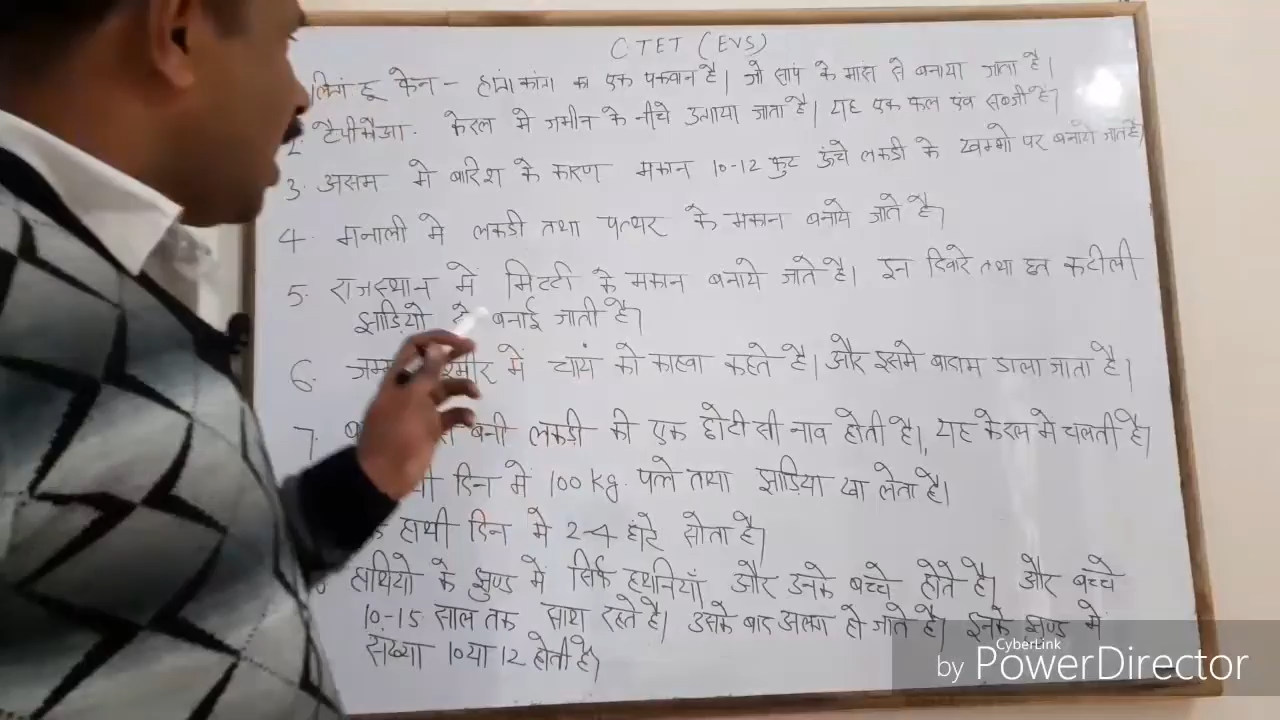 CTET (EVS)
लिंग हू केन - हांगकांग का एक पकवान है। जो सांप के मांस से बनाया जाता है।
2. टैपीओका. केरल मे जमीन के नीचे उगाया जाता है। यह एक फल एंव सब्जी है।
3. असम मे बारिश के कारण मकान 10-12 फुट ऊंचे लकडी के खम्भो पर बनाये जाते है।
4. मनाली मे लकडी तथा पत्थर के मकान बनाये जाते है।
5. राजस्थान में मिटटी के मकान बनाये जाते है। इन दिवारे तथा छत कटीली
झाडियो से बनाई जाती है।
6. में चायं को काहवा कहते है। और इसमे बादाम डाला जाता है।
7. बनी लकडी की एक छोटी सी नाव होती है, यह केरल मे चलती है।
दिन में 100 kg. पत्ते तथा झाडिया खा लेता है।
हाथी दिन मे 2-4 घंटे सोता है।
हाथियो के झुण्ड में सिर्फ हथनियाँ और उनके बच्चे होते है। और बच्चे
10-15 साल तक साथ रहते है। उसके बाद अलग हो जाते है। इनके झुण्ड मे
सख्या 10 या 12 होती है।
CyberLink
by PowerDirector